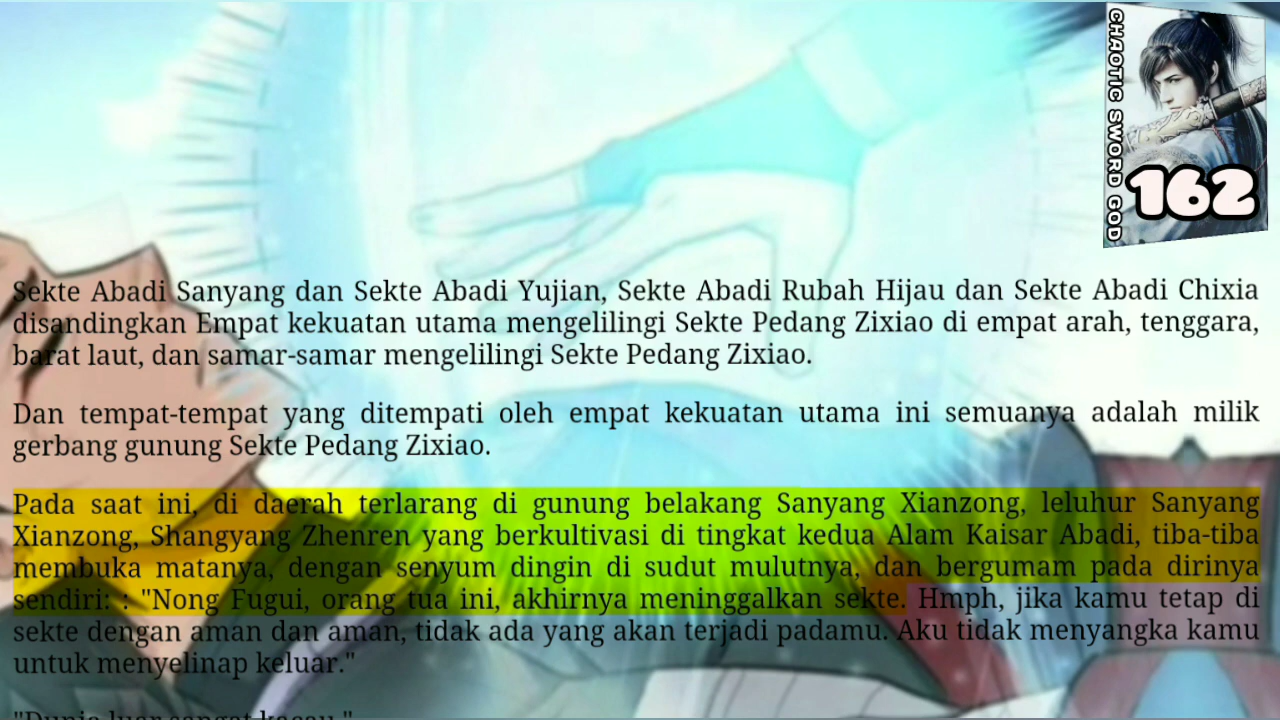 CHAOTIC SWORD GOD
162
Sekte Abadi Sanyang dan Sekte Abadi Yujian, Sekte Abadi Rubah Hijau dan Sekte Abadi Chixia
disandingkan Empat kekuatan utama mengelilingi Sekte Pedang Zixiao di empat arah, tenggara,
barat laut, dan samar-samar mengelilingi Sekte Pedang Zixiao.
Dan tempat-tempat yang ditempati oleh empat kekuatan utama ini semuanya adalah milik
gerbang gunung Sekte Pedang Zixiao.
Pada saat ini, di daerah terlarang di gunung belakang Sanyang Xianzong, leluhur Sanyang
Xianzong, Shangyang Zhenren yang berkultivasi di tingkat kedua Alam Kaisar Abadi, tiba-tiba
membuka matanya, dengan senyum dingin di sudut mulutnya, dan bergumam pada dirinya
sendiri: : "Nong Fugui, orang tua ini, akhirnya meninggalkan sekte. Hmph, jika kamu tetap di
sekte dengan aman dan aman, tidak ada yang akan terjadi padamu. Aku tidak menyangka kamu
untuk menyelinap keluar."
"Dunia luar sangat kacau."